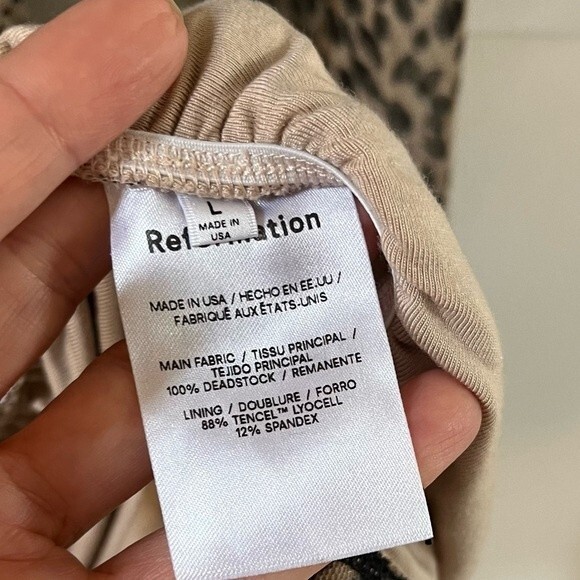 L
MADE IN
USA
Reformation
MADE IN USA / HECHO EN EE.UU /
FABRIQUÉ AUX ÉTATS-UNIS
MAIN FABRIC / TISSU PRINCIPAL /
TEJIDO PRINCIPAL
100% DEADSTOCK / REMANENTE
LINING / DOUBLURE / FORRO
88% TENCEL™ LYOCELL
12% SPANDEX